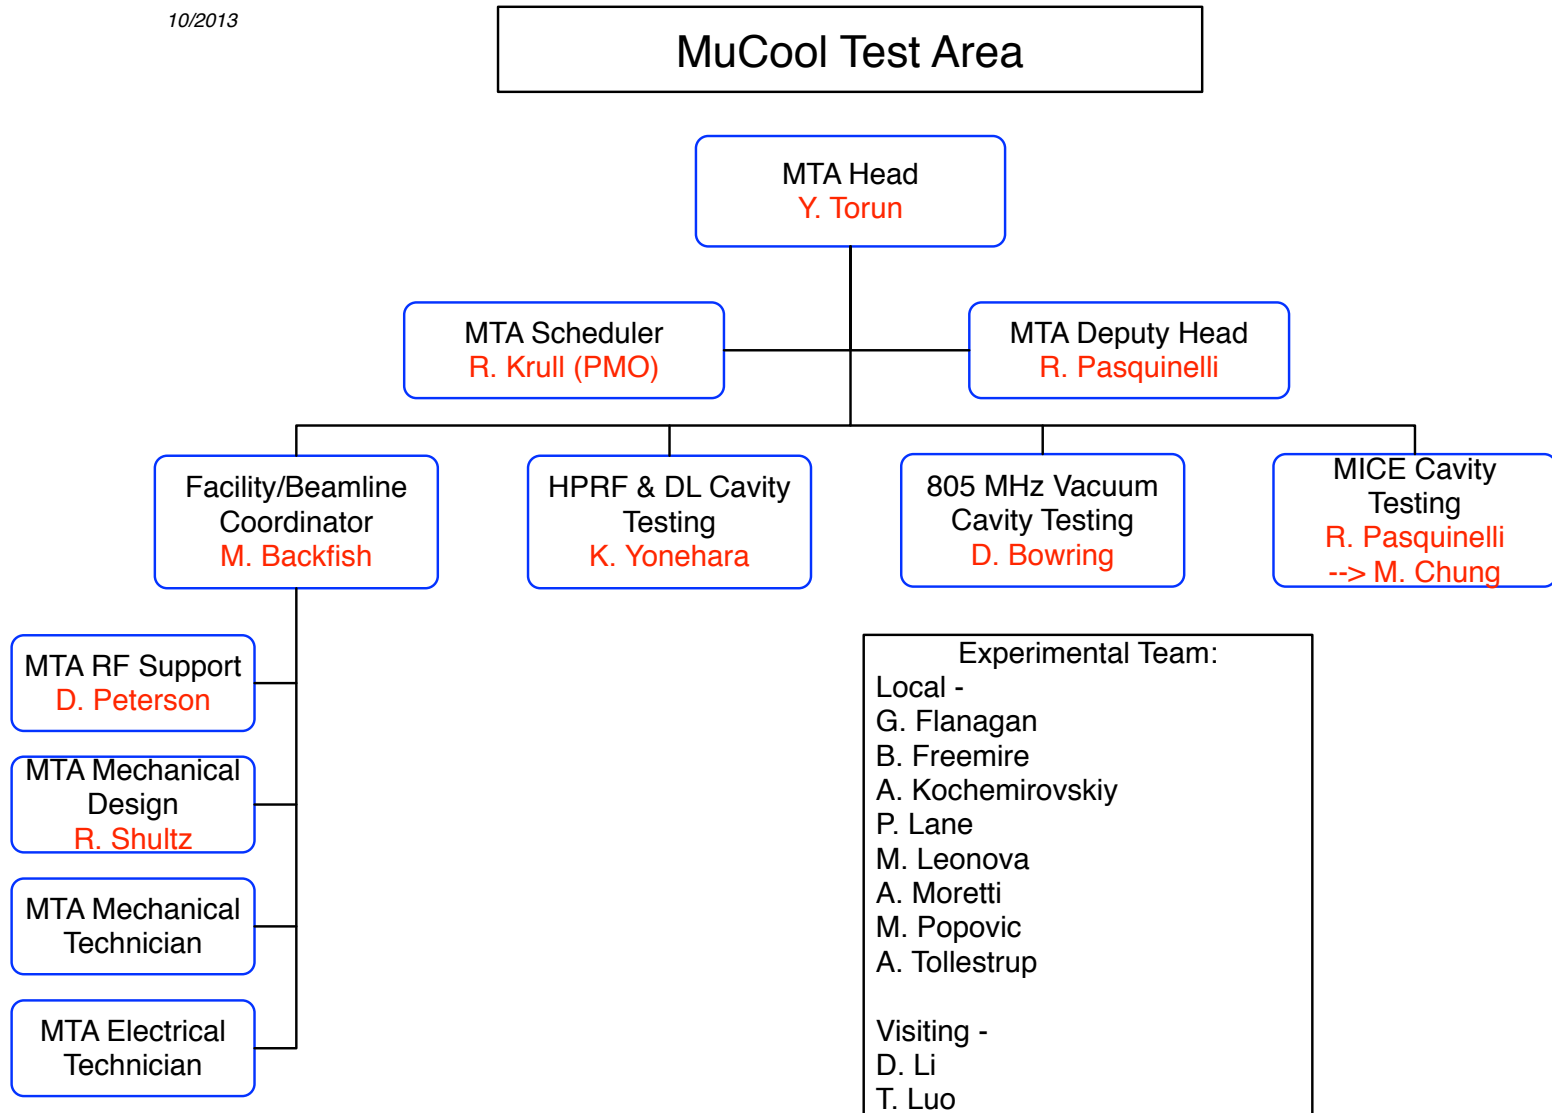 10/2013
MuCool Test Area
MTA Head
Y. Torun
MTA Scheduler
R. Krull (PMO)
MTA Deputy Head
R. Pasquinelli
Facility/Beamline
Coordinator
M. Backfish
HPRF & DL Cavity
Testing
K. Yonehara
805 MHz Vacuum
Cavity Testing
D. Bowring
MICE Cavity
Testing
R. Pasquinelli
--> M. Chung
MTA RF Support
D. Peterson
MTA Mechanical
Design
R. Shultz
MTA Mechanical
Technician
MTA Electrical
Technician
Experimental Team:
Local -
G. Flanagan
B. Freemire
A. Kochemirovskiy
P. Lane
M. Leonova
A. Moretti
M. Popovic
A. Tollestrup
Visiting -
D. Li
T. Luo